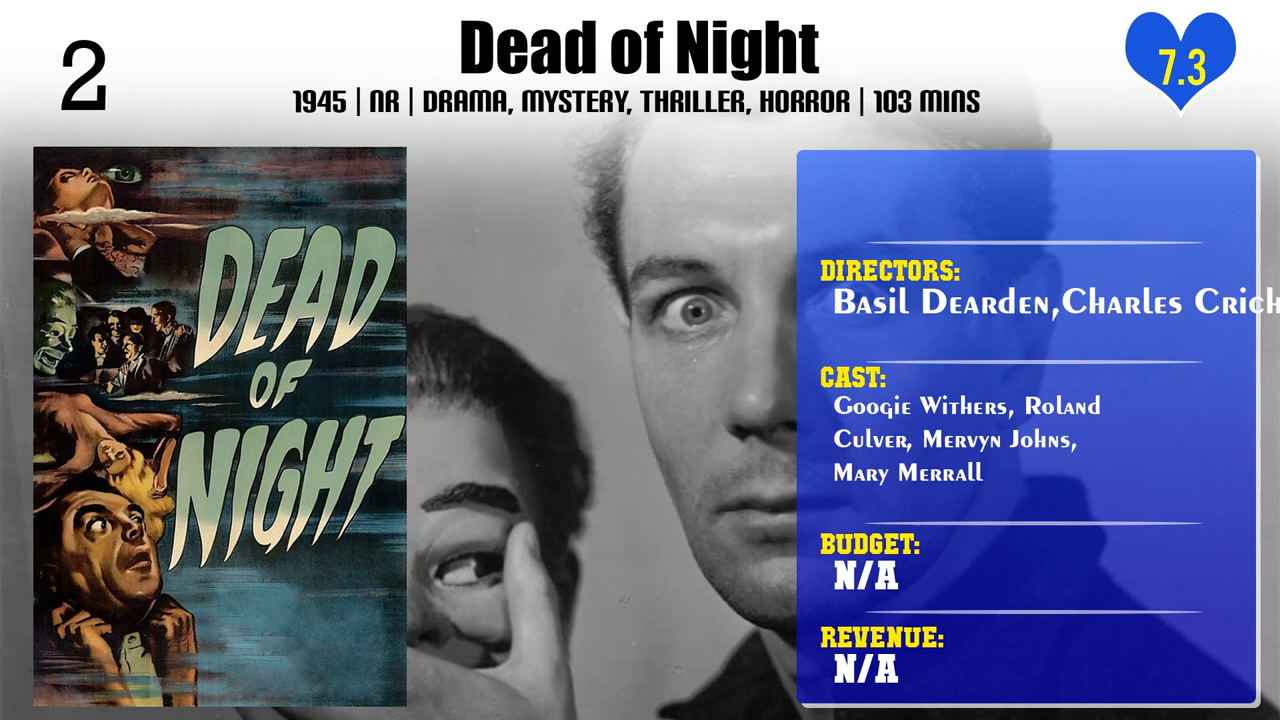 2
Dead of Night
7.3
1945 | NR | DRAMA, MYSTERY, THRILLER, HORROR | 103 MINS
DEAD
OF
NIGHT
DIRECTORS:
Basil Dearden,Charles Crich
CAST:
Googie Withers, Roland
Culver, Mervyn Johns,
Mary Merrall
BUDGET:
N/A
REVENUE:
N/A